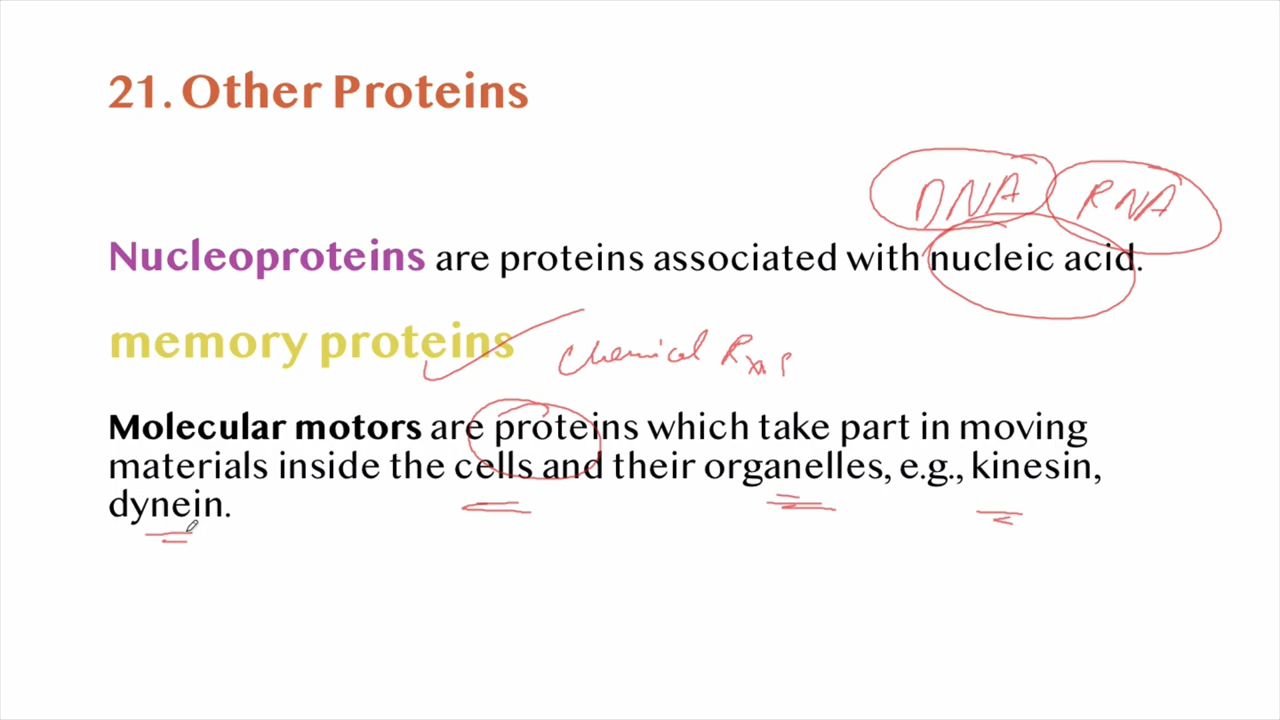 21. Other Proteins
DNA RNA
Nucleoproteins are proteins associated with nucleic acid.
memory proteins chemical Rxns
Molecular motors are proteins which take part in moving
materials inside the cells and their organelles, e.g., kinesin,
dynein.